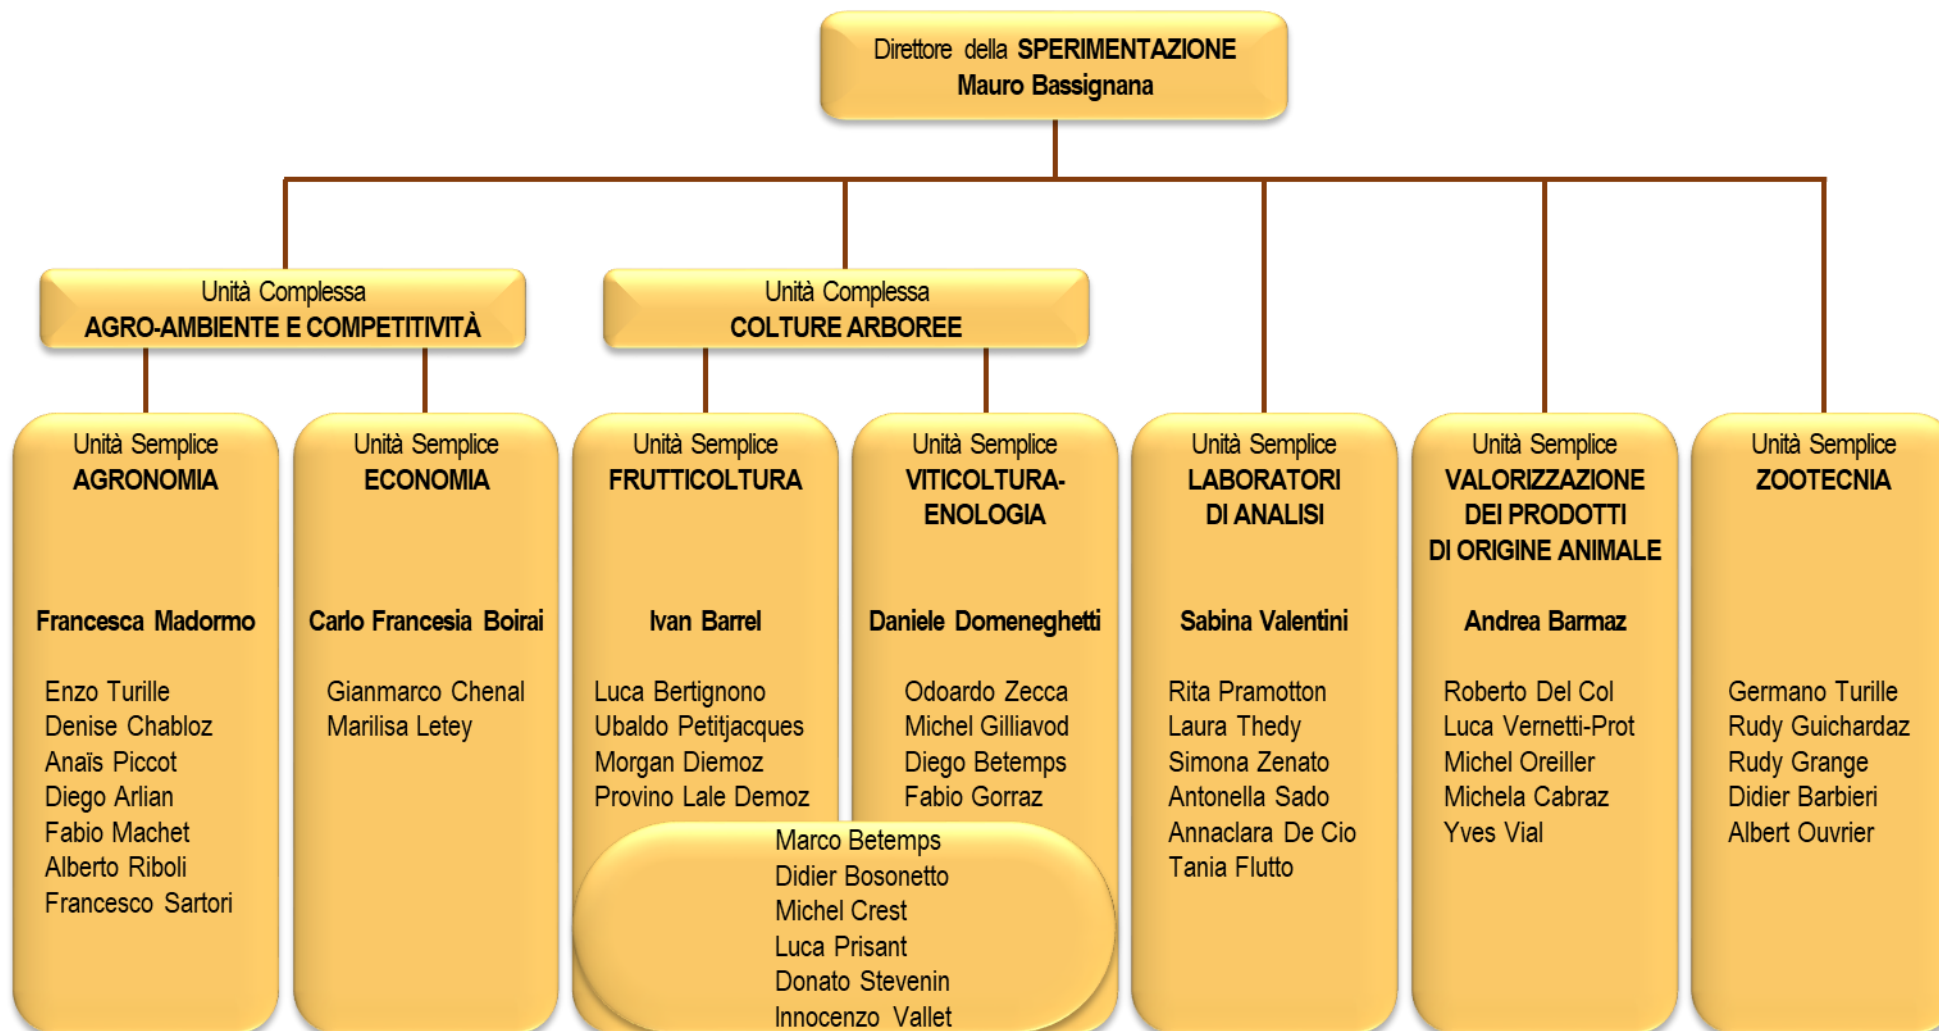 Direttore della SPERIMENTAZIONE
Mauro Bassignana
Unità Complessa
AGRO-AMBIENTE E COMPETITIVITÀ
Unità Complessa
COLTURE ARBOREE
Unità Semplice
AGRONOMIA
Francesca Madormo
Enzo Turille
Denise Chabloz
Anaïs Piccot
Diego Arlian
Fabio Machet
Alberto Riboli
Francesco Sartori
Unità Semplice
ECONOMIA
Carlo Francesia Boirai
Gianmarco Chenal
Marilisa Letey
Unità Semplice
FRUTTICOLTURA
Ivan Barrel
Luca Bertignono
Ubaldo Petitjacques
Morgan Diemoz
Provino Lale Demoz
Unità Semplice
VITICOLTURA-
ENOLOGIA
Daniele Domeneghetti
Odoardo Zecca
Michel Gilliavod
Diego Betemps
Fabio Gorraz
Marco Betemps
Didier Bosonetto
Michel Crest
Luca Prisant
Donato Stevenin
Innocenzo Vallet
Unità Semplice
LABORATORI
DI ANALISI
Sabina Valentini
Rita Pramotton
Laura Thedy
Simona Zenato
Antonella Sado
Annaclara De Cio
Tania Flutto
Unità Semplice
VALORIZZAZIONE
DEI PRODOTTI
DI ORIGINE ANIMALE
Andrea Barmaz
Roberto Del Col
Luca Vernetti-Prot
Michel Oreiller
Michela Cabraz
Yves Vial
Unità Semplice
ZOOTECNIA
Germano Turille
Rudy Guichardaz
Rudy Grange
Didier Barbieri
Albert Ouvrier